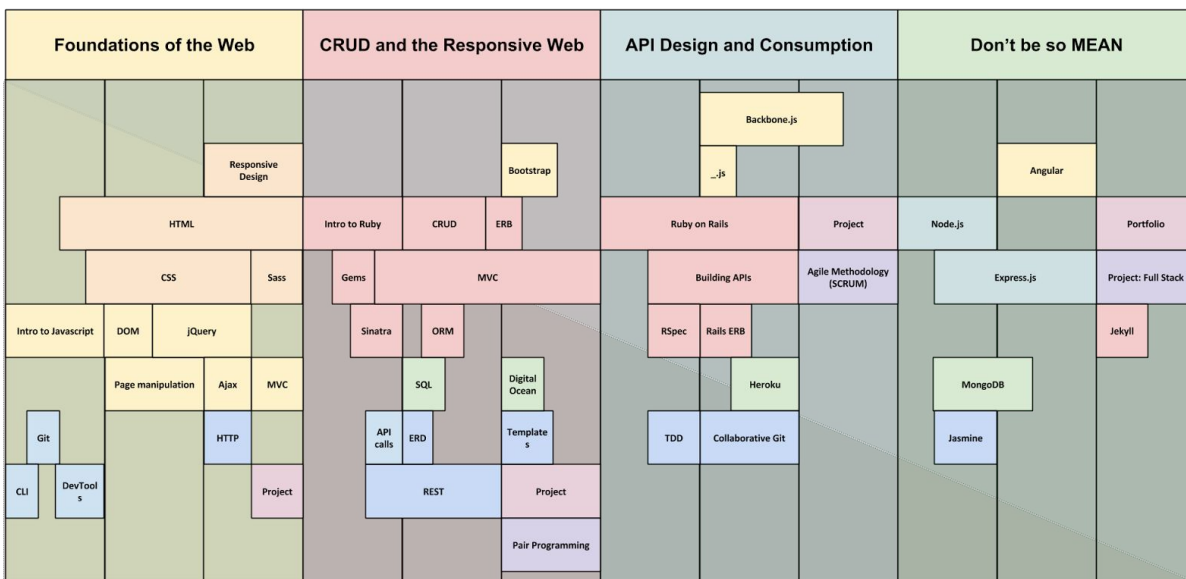 Foundations of the Web
CRUD and the Responsive Web
API Design and Consumption
Don't be so MEAN
Backbone.js
Responsive
Design
Bootstrap
_.js
Angular
HTML
Intro to Ruby
CRUD
ERB
Ruby on Rails
Project
Node.js
Portfolio
CSS
Sass
Gems
MVC
Building APIs
Agile Methodology
(SCRUM)
Express.js
Project: Full Stack
Intro to Javascript
DOM
jQuery
Sinatra
ORM
RSpec
Rails ERB
Jekyll
Page manipulation
Ajax
MVC
SQL
Digital
Ocean
Heroku
MongoDB
Git
HTTP
API
calls
ERD
Template
s
TDD
Collaborative Git
Jasmine
CLI
DevTool
s
Project
REST
Project
Pair Programming